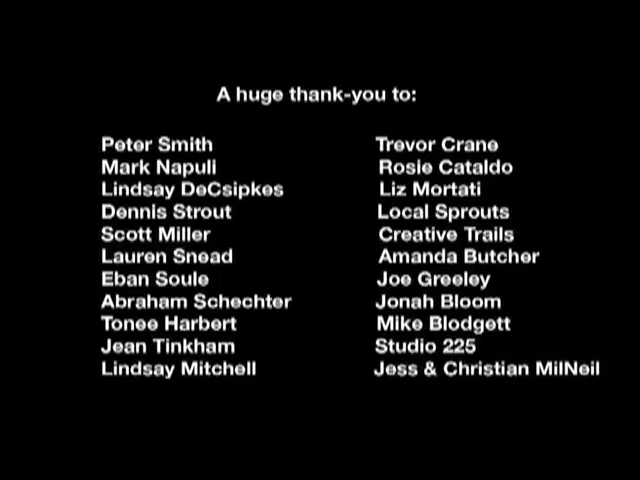 A huge thank-you to:
Peter Smith
Mark Napuli
Lindsay DeCsipkes
Dennis Strout
Scott Miller
Lauren Snead
Eban Soule
Abraham Schechter
Tonee Harbert
Jean Tinkham
Lindsay Mitchell
Trevor Crane
Rosie Cataldo
Liz Mortati
Local Sprouts
Creative Trails
Amanda Butcher
Joe Greeley
Jonah Bloom
Mike Blodgett
Studio 225
Jess & Christian MilNeil